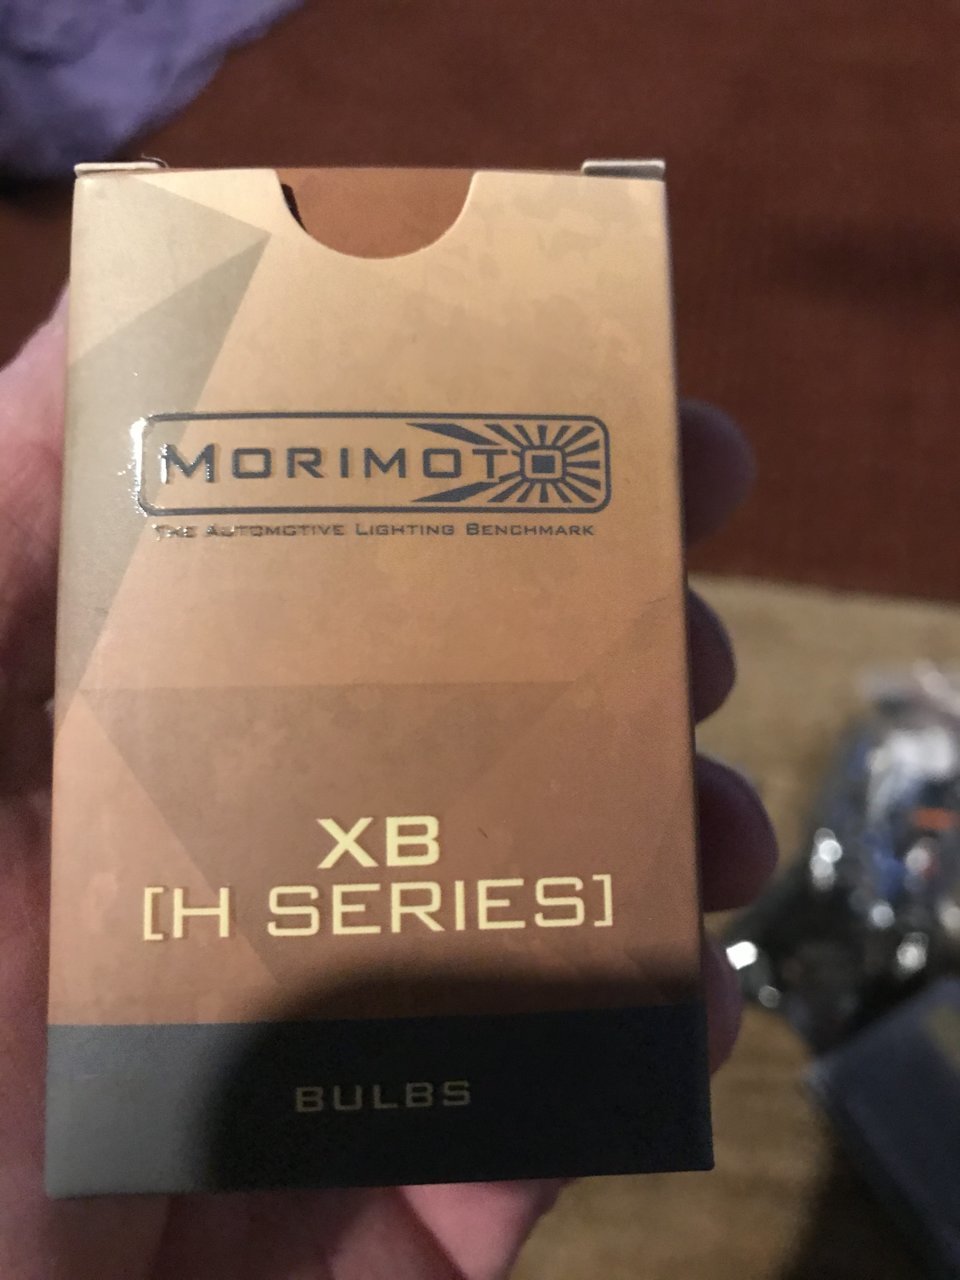 MORIMOTO
THE AUTOMOTIVE LIGHTING BENCHMARK
XB
[H SERIES]
BULBS